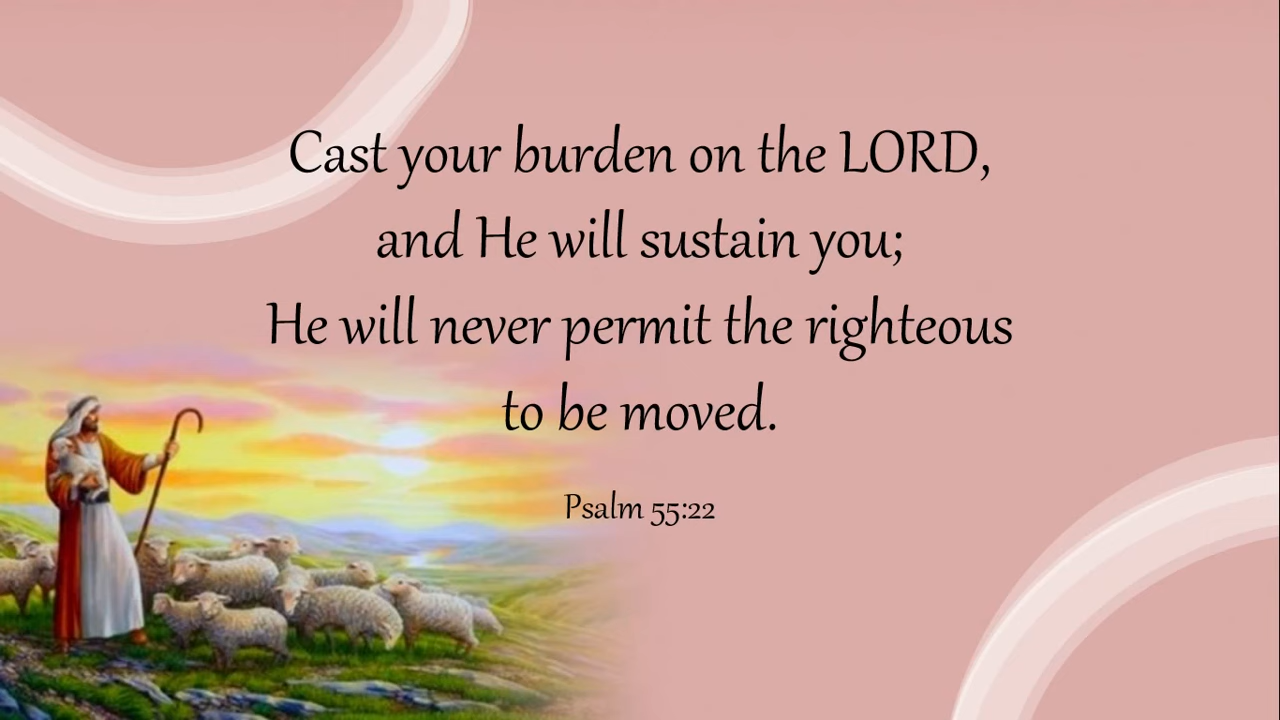 Cast your burden on the LORD,
and He will sustain you;
He will never permit the righteous
to be moved.
Psalm 55:22